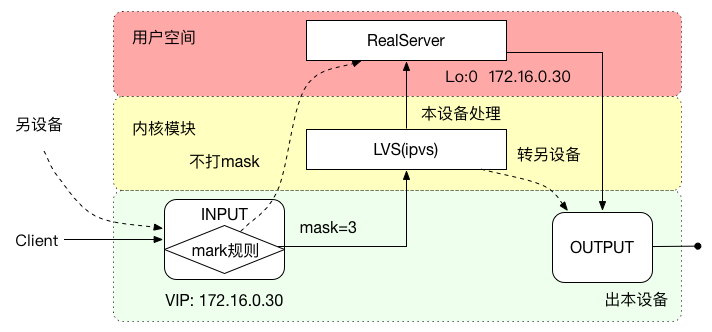 用户空间
RealServer
Lo:0 172.16.0.30
另设备
内核模块
本设备处理
不打mask
LVS(ipvs)
转另设备
INPUT
mask=3
Client
mark规则
OUTPUT
VIP: 172.16.0.30
出本设备